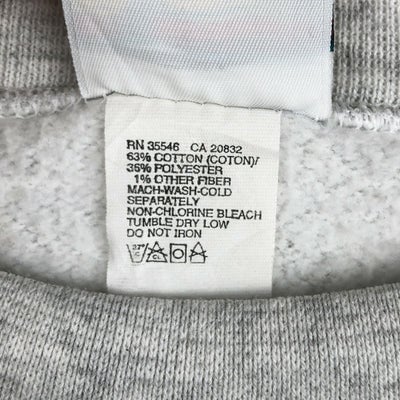 RN 35546 CA 20832
63% COTTON (COTON)/
36% POLYESTER
1% OTHER FIBER
MACH-WASH-COLD
SEPARATELY
NON-CHLORINE BLEACH
TUMBLE DRY LOW
DO NOT IRON